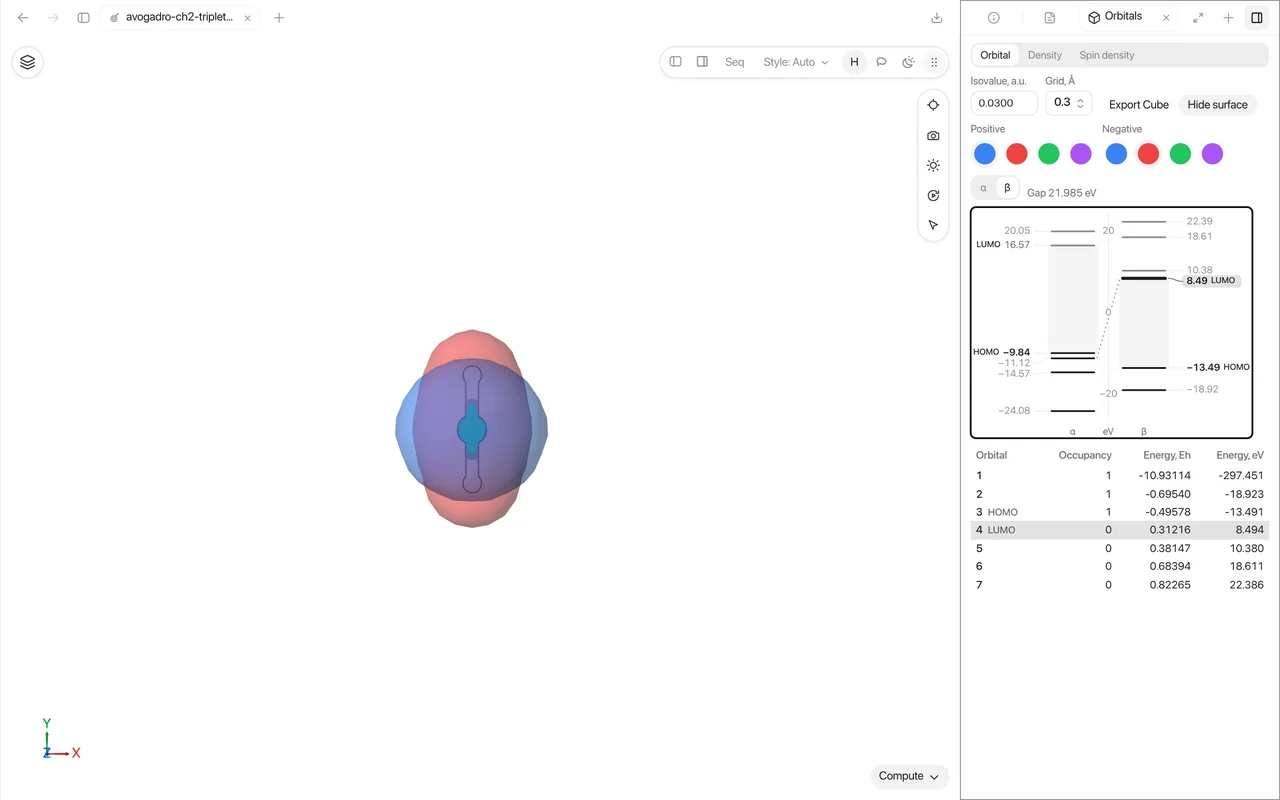 avogadro-ch2-triplet...
Orbitals
Seq
Style: Auto
H
Orbital Density Spin density
Isovalue, a.u. Grid, Å
0.0300 0.3 Export Cube Hide surface
Positive Negative
α β Gap 21.985 eV
22.39
20.05 20 18.61
LUMO 16.57
10.38
8.49 LUMO
0
HOMO −9.84
−11.12 −13.49 HOMO
−14.57
−20 −18.92
−24.08
α eV β
Orbital Occupancy Energy, Eh Energy, eV
1 1 -10.93114 -297.451
2 1 -0.69540 -18.923
3 HOMO 1 -0.49578 -13.491
4 LUMO 0 0.31216 8.494
5 0 0.38147 10.380
6 0 0.68394 18.611
7 0 0.82265 22.386
Y
Z X
Compute